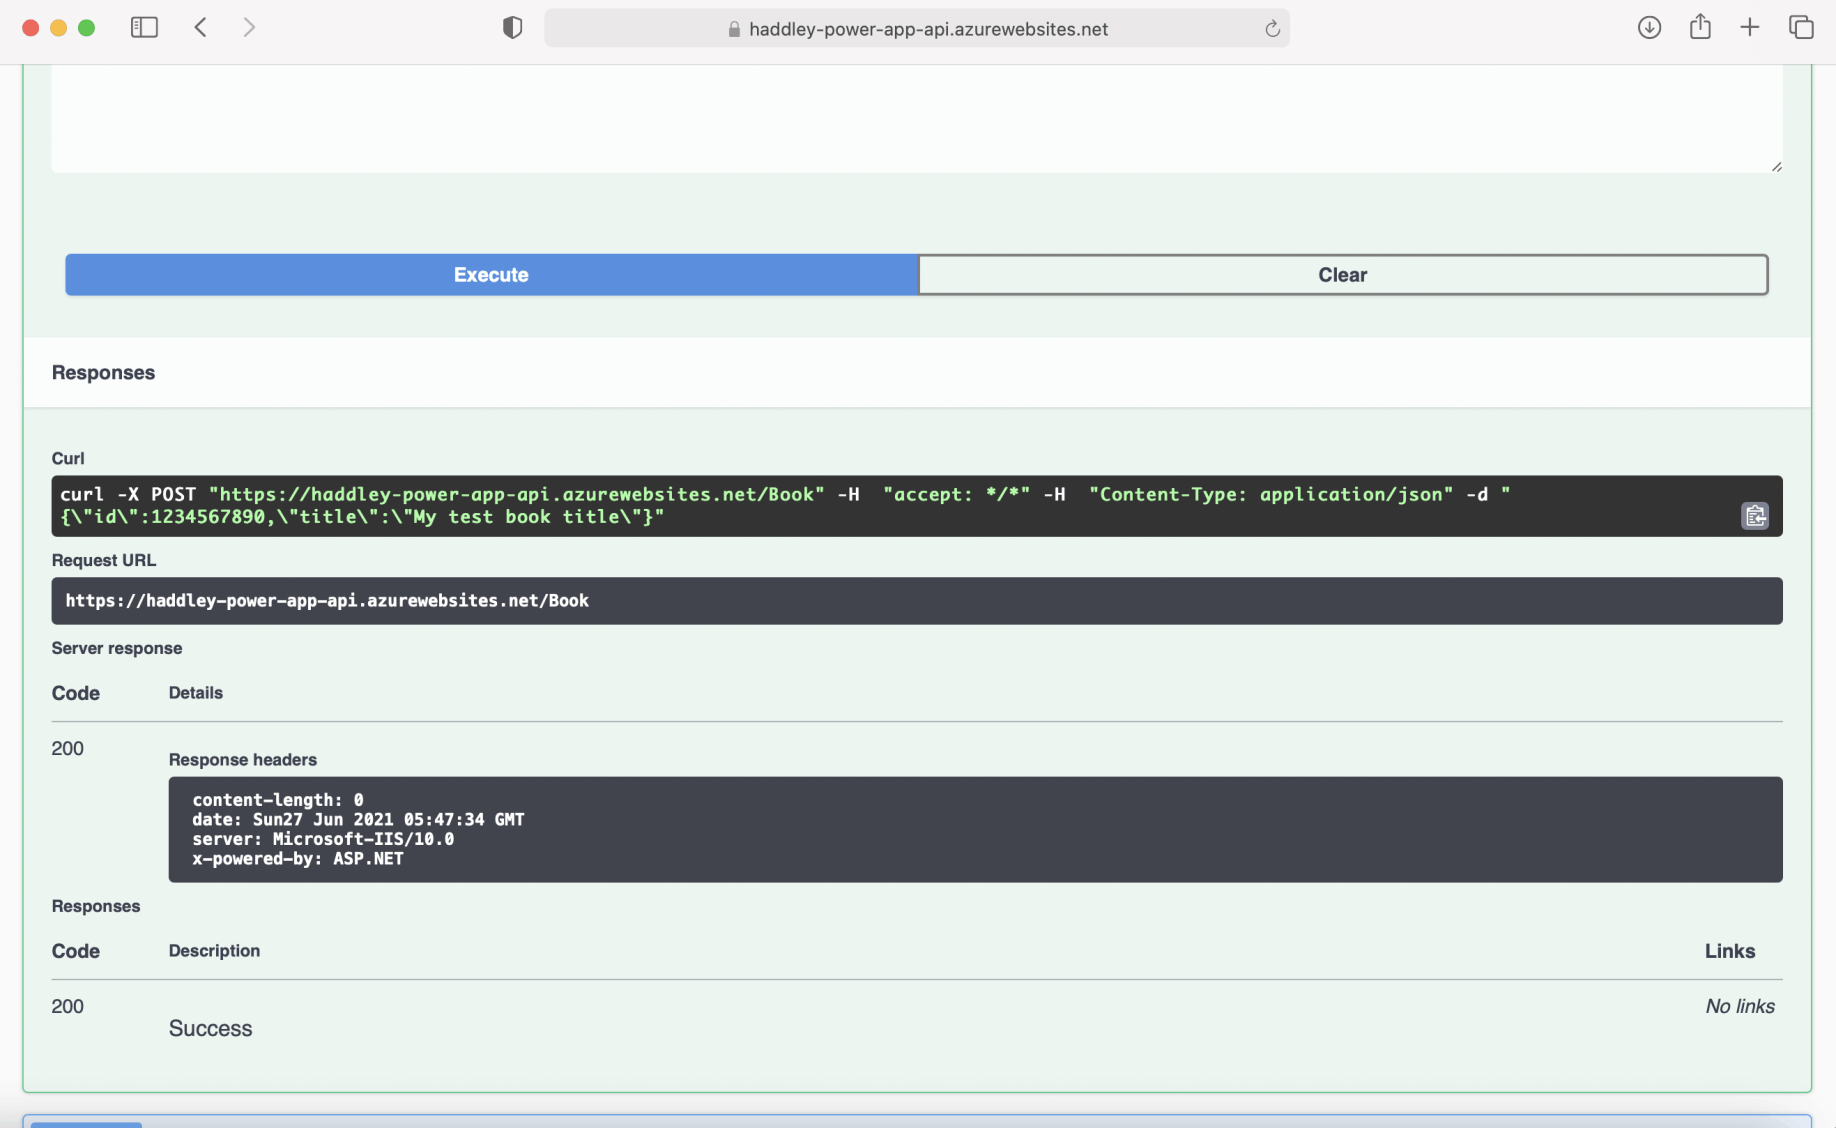 haddley-power-app-api.azurewebsites.net
Execute
Clear
Responses
Curl
curl -X POST "https://haddley-power-app-api.azurewebsites.net/Book" -H  "accept: */*" -H  "Content-Type: application/json" -d "
{\"id\":1234567890,\"title\":\"My test book title\"}"
Request URL
https://haddley-power-app-api.azurewebsites.net/Book
Server response
Code Details
200
Response headers
content-length: 0
date: Sun27 Jun 2021 05:47:34 GMT
server: Microsoft-IIS/10.0
x-powered-by: ASP.NET
Responses
Code Description Links
200 No links
Success